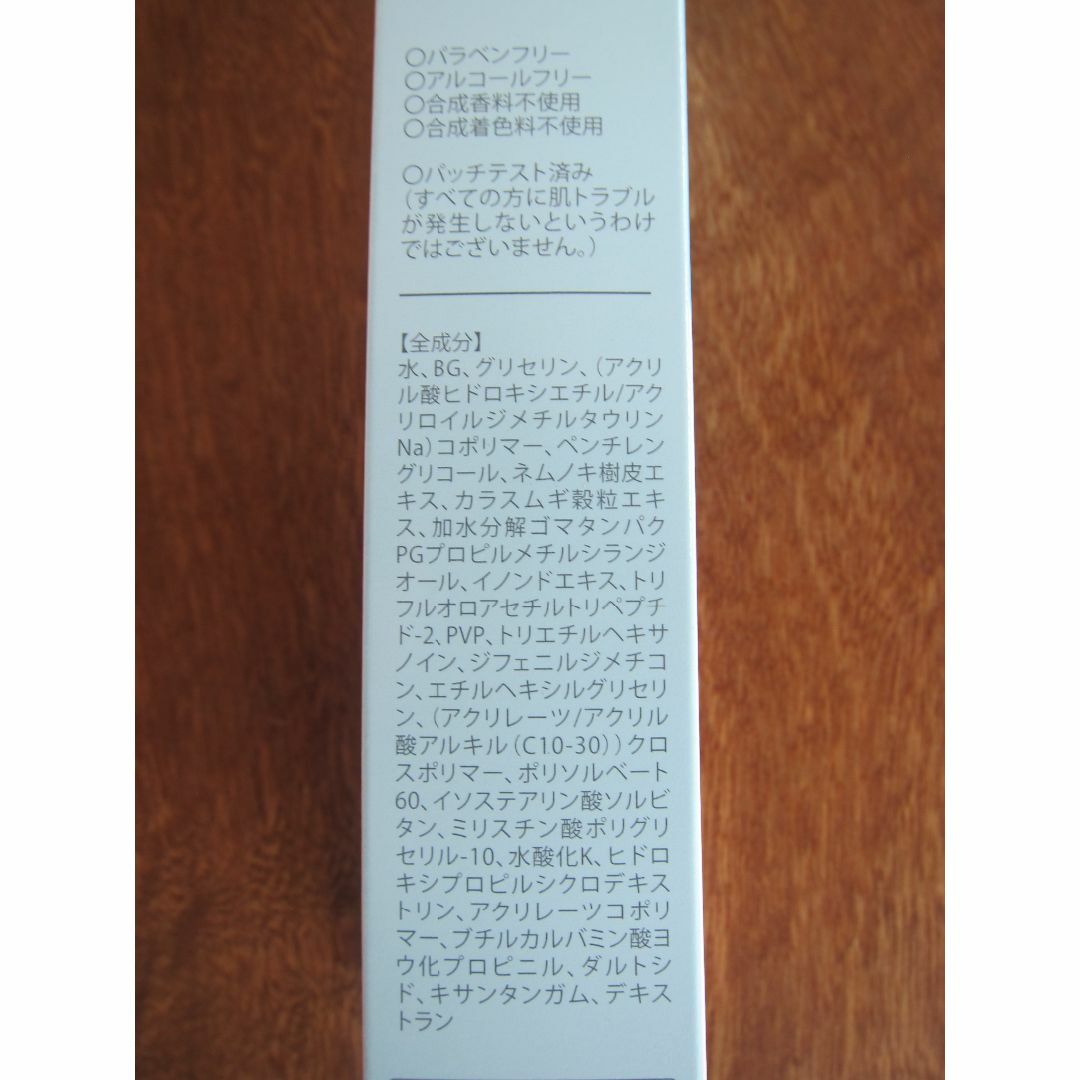 〇パラベンフリー
〇アルコールフリー
〇合成香料不使用
〇合成着色料不使用
〇パッチテスト済み
(すべての方に肌トラブル
が発生しないというわけ
ではございません。)
【全成分】
水、BG、グリセリン、(アクリ
ル酸ヒドロキシエチル/アク
リロイルジメチルタウリン
Na)コポリマー、ペンチレン
グリコール、ネムノキ樹皮エ
キス、カラスムギ穀粒エキ
ス、加水分解ゴマタンパク
PGプロピルメチルシランジ
オール、イノンドエキス、トリ
フルオロアセチルトリペプチ
ド-2、PVP、トリエチルヘキサ
ノイン、ジフェニルジメチコ
ン、エチルヘキシルグリセリ
ン、(アクリレーツ/アクリル
酸アルキル(C10-30))クロ
スポリマー、ポリソルベート
60、イソステアリン酸ソルビ
タン、ミリスチン酸ポリグリ
セリル-10、水酸化K、ヒドロ
キシプロピルシクロデキス
トリン、アクリレーツコポリ
マー、ブチルカルバミン酸ヨ
ウ化プロピニル、ダルトシ
ド、キサンタンガム、デキス
トラン